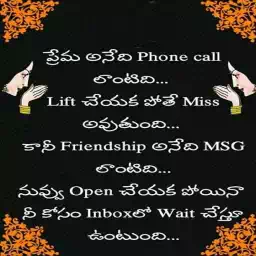 ప్రేమ అనేది Phone call
లాంటిది...
Lift చేయక పోతే Miss
అవుతుంది...
కానీ Friendship అనేది MSG
లాంటిది...
నువ్వు Open చేయక పోయినా
నీ కోసం Inboxలో Wait చేస్తూ
ఉంటుంది...